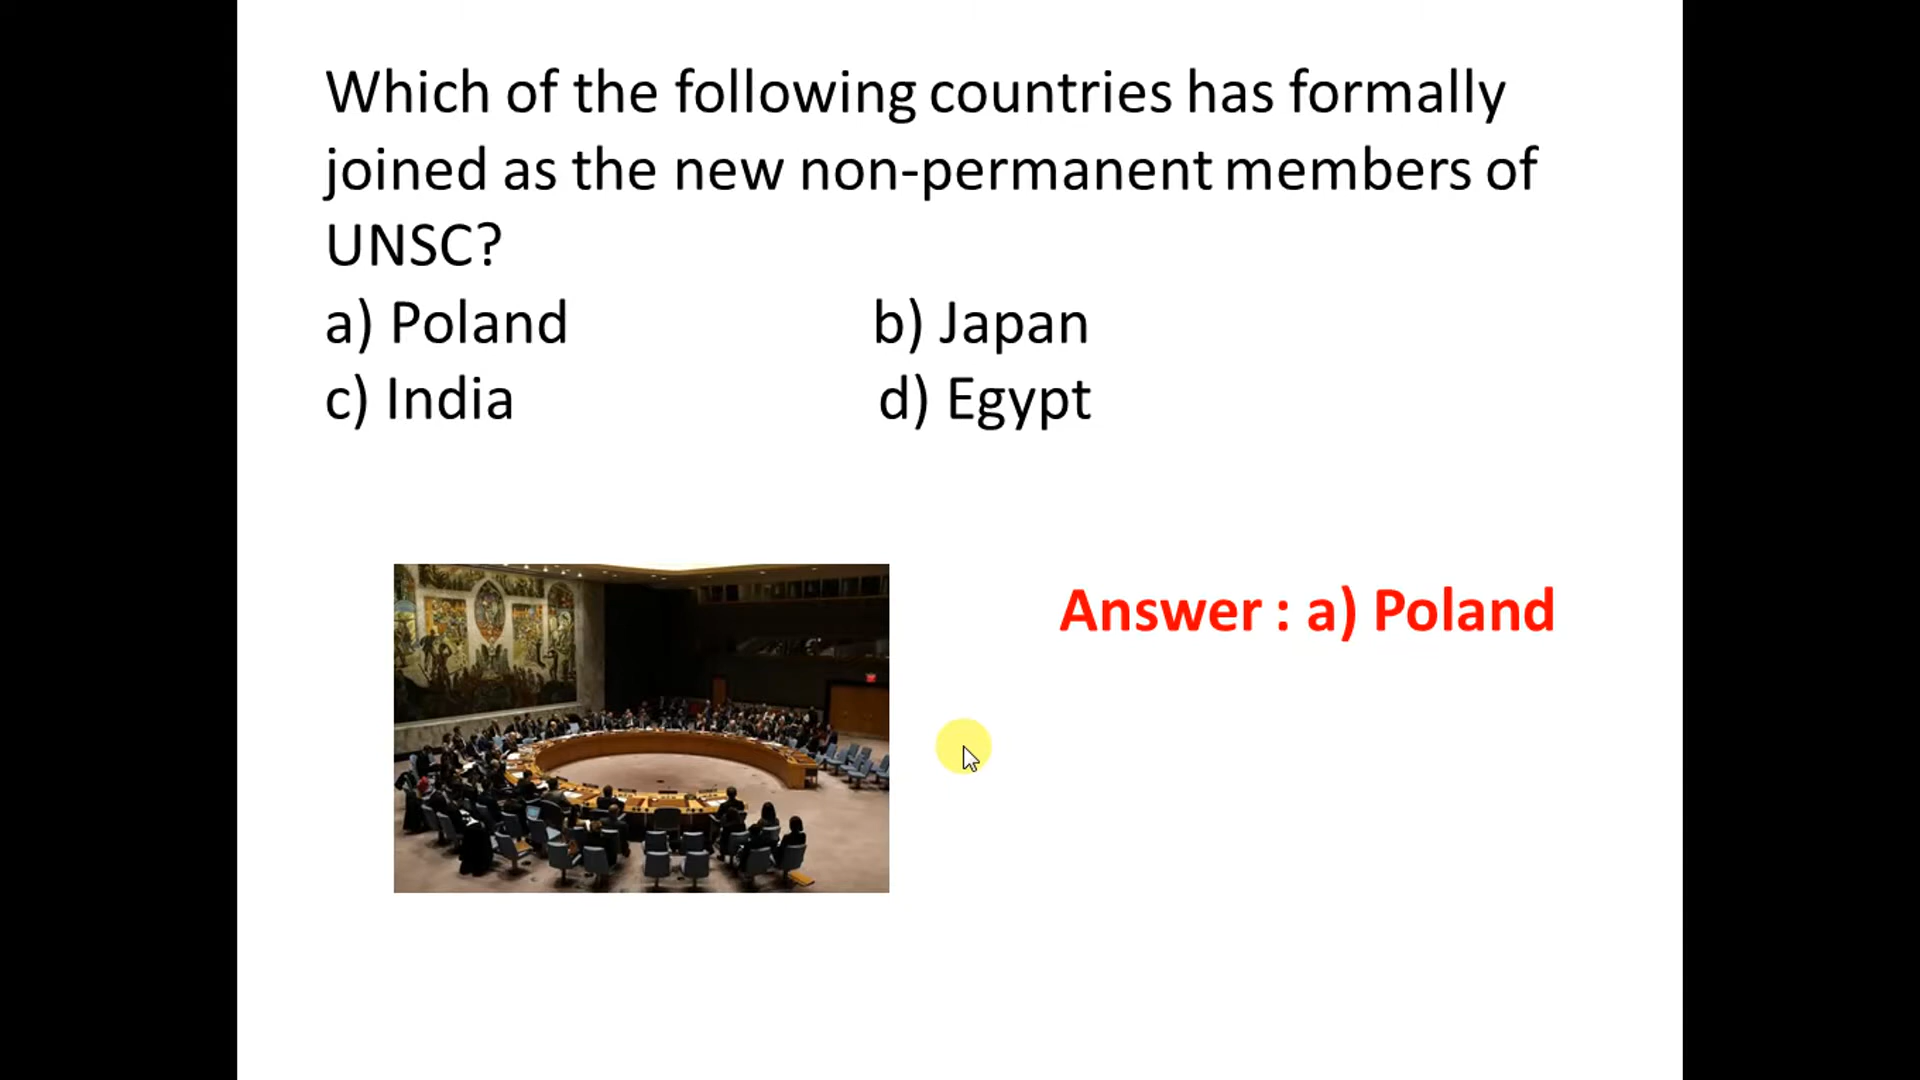 Which of the following countries has formally
joined as the new non-permanent members of
UNSC?
a) Poland b) Japan
c) India d) Egypt
Answer : a) Poland